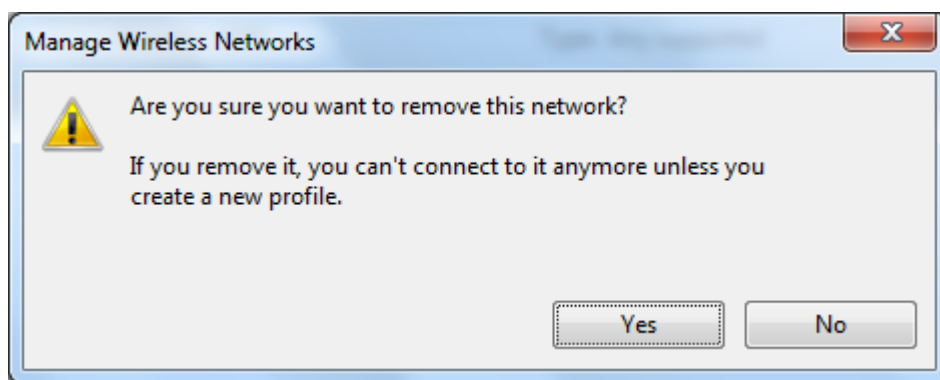 Manage Wireless Networks
Are you sure you want to remove this network?
If you remove it, you can't connect to it anymore unless you
create a new profile.
Yes
No